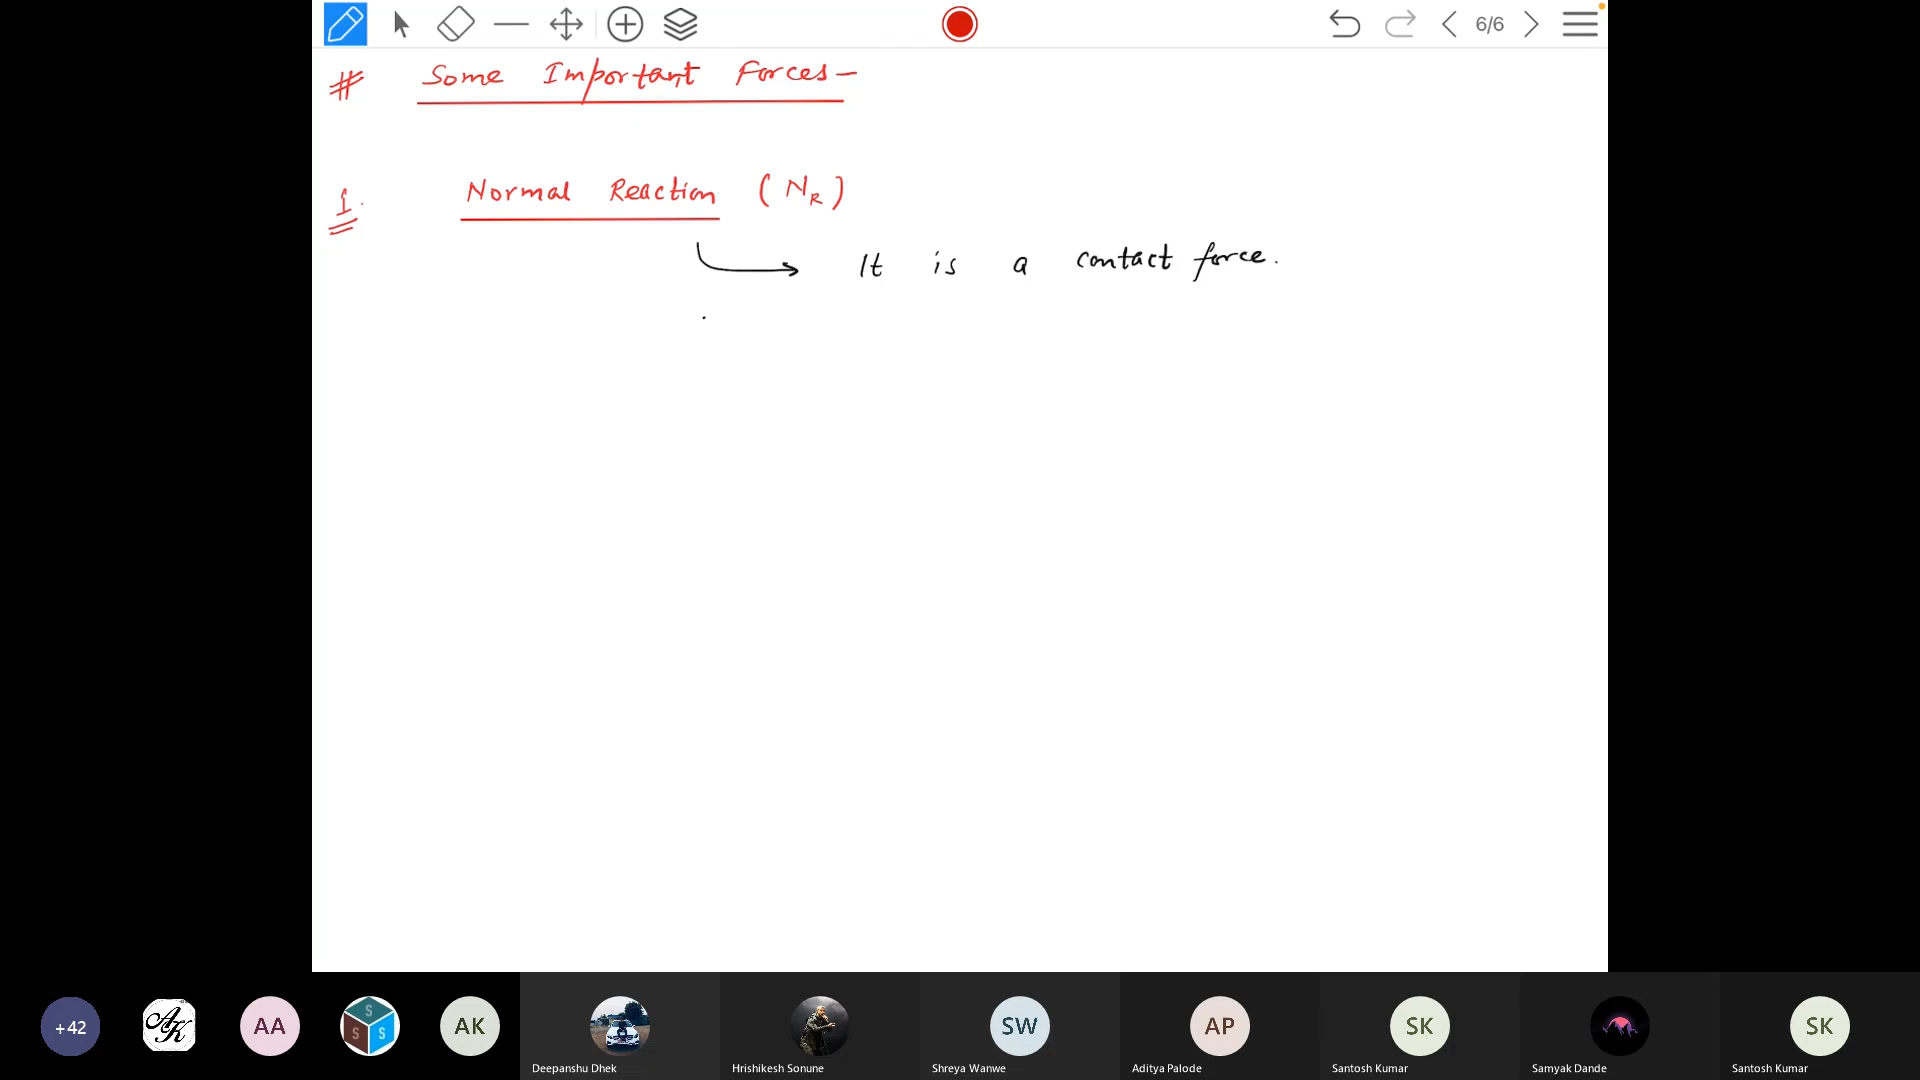 6/6
# Some Important Forces-
1. Normal Reaction (NR)
It is a contact force.
+42
AK
AA
S
S S
AK
SW
AP
SK
SK
Deepanshu Dhek
Hrishikesh Sonune
Shreya Wanwe
Aditya Palode
Santosh Kumar
Samyak Dande
Santosh Kumar